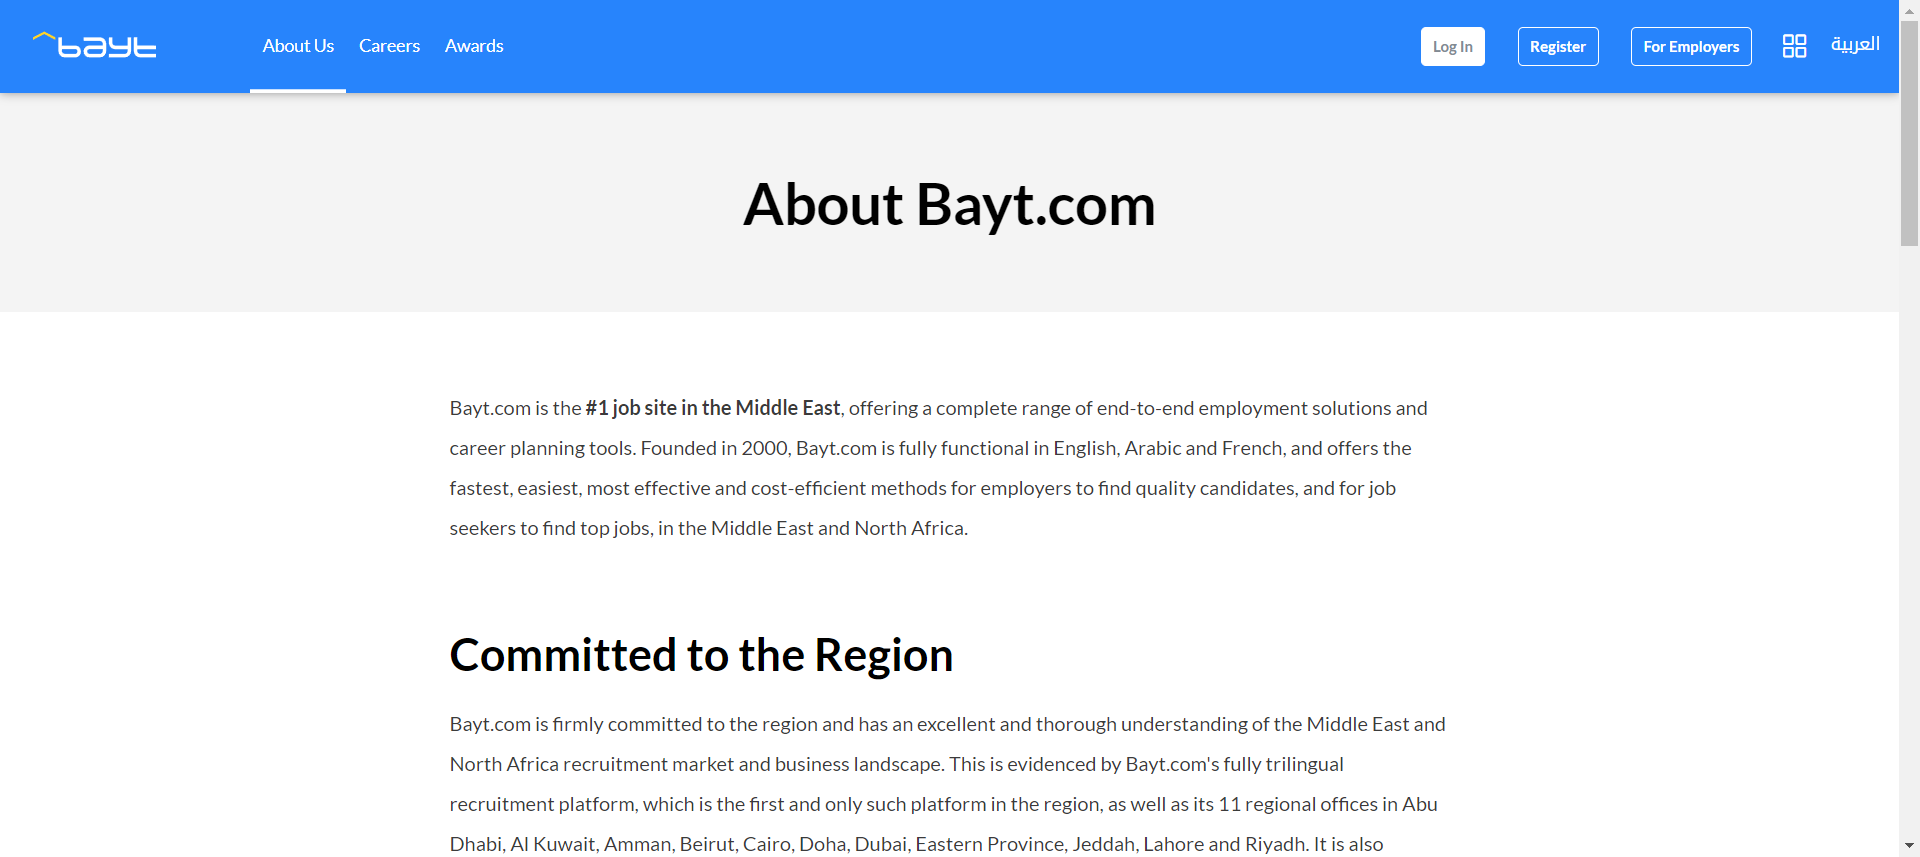 bayt
About Us
Careers
Awards
Log In
Register
For Employers
العربية
About Bayt.com
Bayt.com is the #1 job site in the Middle East, offering a complete range of end-to-end employment solutions and
career planning tools. Founded in 2000, Bayt.com is fully functional in English, Arabic and French, and offers the
fastest, easiest, most effective and cost-efficient methods for employers to find quality candidates, and for job
seekers to find top jobs, in the Middle East and North Africa.
Committed to the Region
Bayt.com is firmly committed to the region and has an excellent and thorough understanding of the Middle East and
North Africa recruitment market and business landscape. This is evidenced by Bayt.com's fully trilingual
recruitment platform, which is the first and only such platform in the region, as well as its 11 regional offices in Abu
Dhabi, Al Kuwait, Amman, Beirut, Cairo, Doha, Dubai, Eastern Province, Jeddah, Lahore and Riyadh. It is also